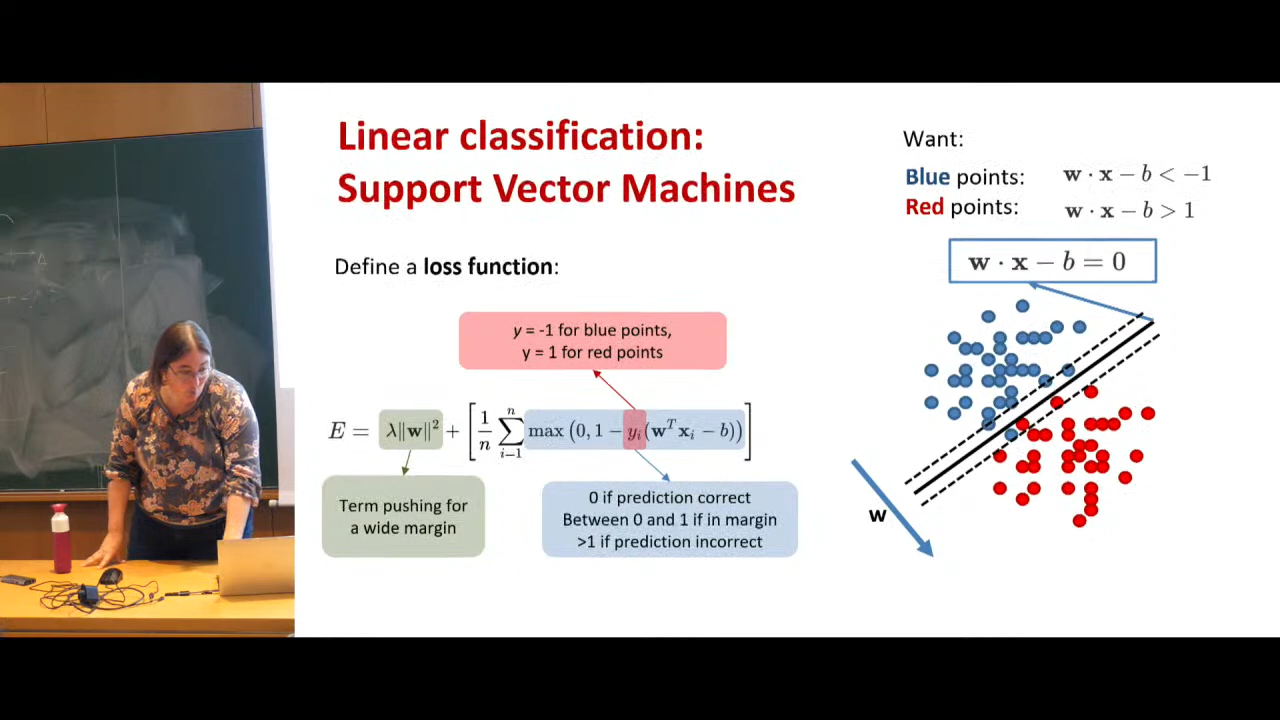 Linear classification:
Support Vector Machines
Define a loss function:
y = -1 for blue points,
y = 1 for red points
E = λ‖w‖² + [1/n ∑_{i−1}^{n} max (0, 1 − y_i(w^T x_i − b))]
Term pushing for
a wide margin
0 if prediction correct
Between 0 and 1 if in margin
>1 if prediction incorrect
Want:
Blue points: w · x − b < −1
Red points: w · x − b > 1
w · x − b = 0
w